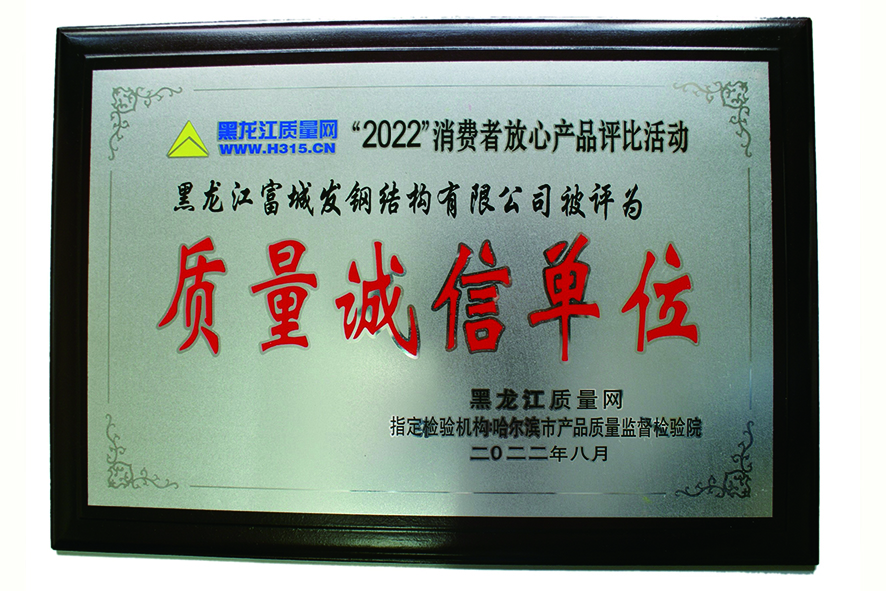 黑龙江质量网 “2022”消费者放心产品评比活动
WWW.H315.CN
黑龙江富城发钢结构有限公司被评为
质量诚信单位
黑龙江质量网
指定检验机构·哈尔滨市产品质量监督检验院
二0二二年八月